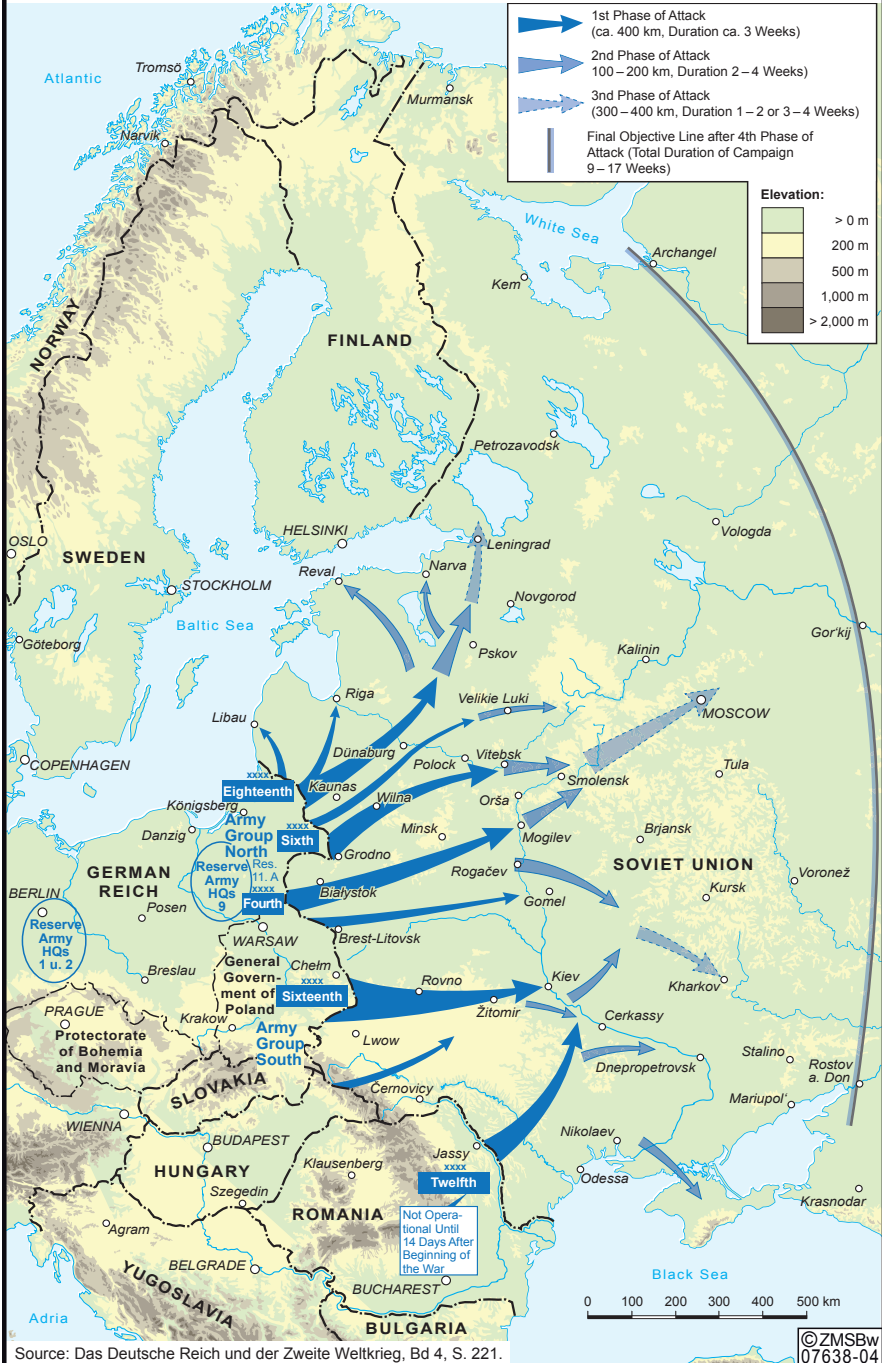 1st Phase of Attack
(ca. 400 km, Duration ca. 3 Weeks)
2nd Phase of Attack
100 – 200 km, Duration 2 – 4 Weeks)
3rd Phase of Attack
(300 – 400 km, Duration 1 – 2 or 3 – 4 Weeks)
Final Objective Line after 4th Phase of
Attack (Total Duration of Campaign
9 – 17 Weeks)
Elevation:
> 0 m
200 m
500 m
1,000 m
> 2,000 m
Atlantic
Tromsö
Murmansk
Narvik
White Sea
Archangel
Kem
NORWAY
FINLAND
Petrozavodsk
Vologda
OSLO
SWEDEN
HELSINKI
Leningrad
STOCKHOLM
Reval
Narva
Novgorod
Baltic Sea
Göteborg
Gor'kij
Pskov
Kalinin
Riga
Velikie Luki
MOSCOW
Libau
Dünaburg
COPENHAGEN
Polock
Vitebsk
Tula
Smolensk
xxxx
Eighteenth
Kaunas
Wilna
Orša
Königsberg
Army
Group
North
xxxx
Sixth
Danzig
Minsk
Mogilev
Brjansk
Grodno
SOVIET UNION
GERMAN
REICH
Reserve
Army
HQs
9
Res.
11. A
xxxx
Fourth
Białystok
Rogačev
Gomel
Kursk
Voronež
BERLIN
Posen
Reserve
Army
HQs
1 u. 2
WARSAW
Brest-Litovsk
General
Govern-
ment of
Poland
Chełm
Breslau
xxxx
Sixteenth
Rovno
Kiev
Kharkov
Žitomir
PRAGUE
Krakow
Protectorate
of Bohemia
and Moravia
Army
Group
South
Lwow
Cerkassy
Stalino
SLOVAKIA
Černovicy
Dnepropetrovsk
Rostov
a. Don
Mariupol'
WIENNA
BUDAPEST
Nikolaev
HUNGARY
Klausenberg
Jassy
xxxx
Twelfth
Odessa
Szegedin
Krasnodar
Agram
ROMANIA
Not Opera-
tional Until
14 Days After
Beginning of
the War
YUGOSLAVIA
BELGRADE
BUCHAREST
Black Sea
Adria
BULGARIA
0 100 200 300 400 500 km
Source: Das Deutsche Reich und der Zweite Weltkrieg, Bd 4, S. 221.
©ZMSBw
07638-04